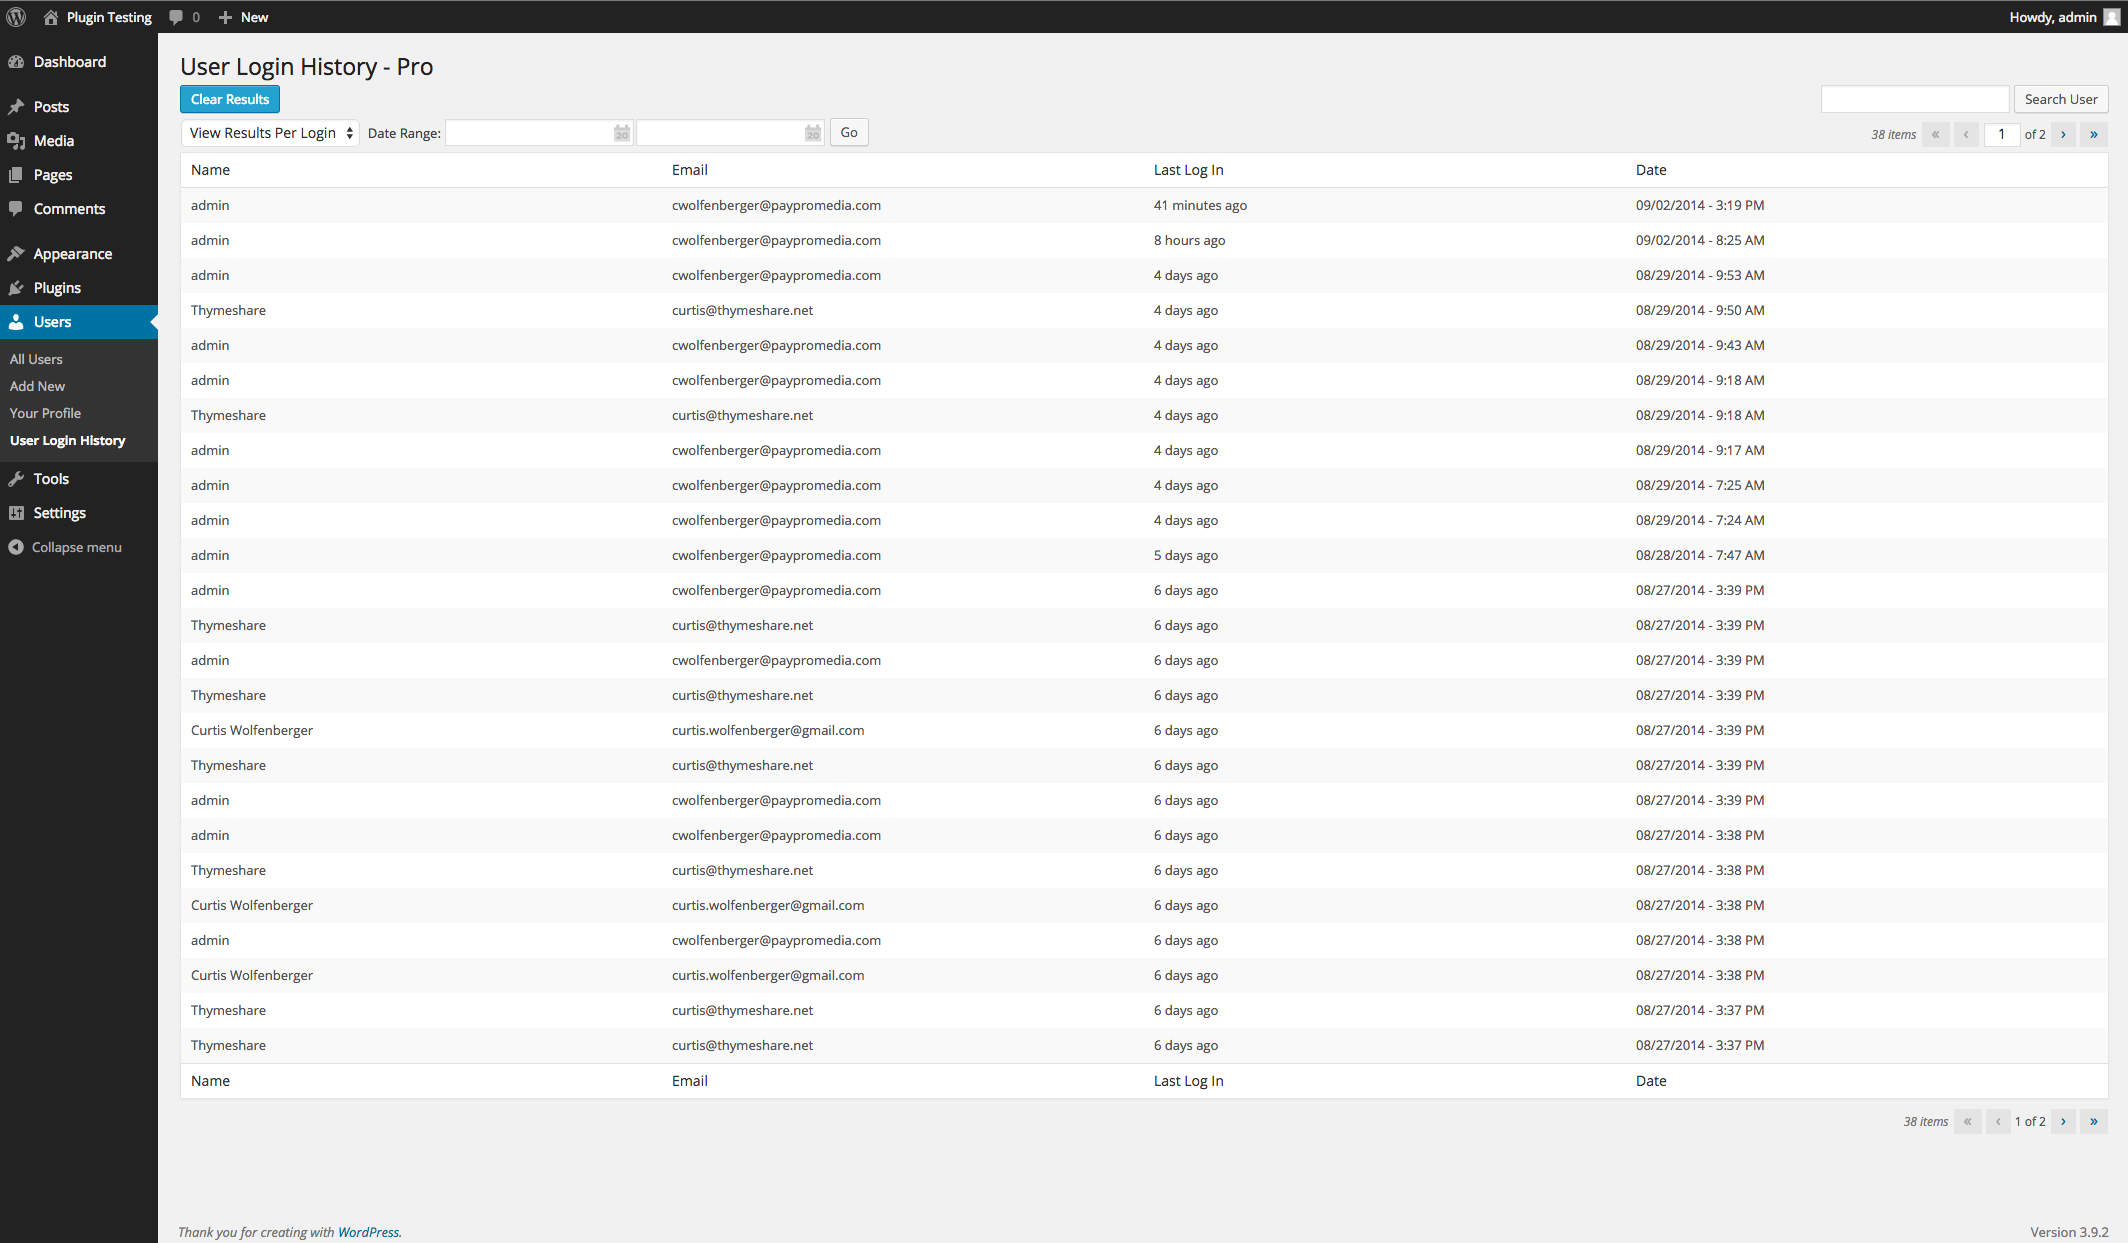 Plugin Testing 0 New Howdy, admin
Dashboard
Posts
Media
Pages
Comments
Appearance
Plugins
Users
All Users
Add New
Your Profile
User Login History
Tools
Settings
Collapse menu
User Login History - Pro
Clear Results Search User
View Results Per Login Date Range: 20 20 Go 38 items « ‹ 1 of 2 › »
Name Email Last Log In Date
admin cwolfenberger@paypromedia.com 41 minutes ago 09/02/2014 - 3:19 PM
admin cwolfenberger@paypromedia.com 8 hours ago 09/02/2014 - 8:25 AM
admin cwolfenberger@paypromedia.com 4 days ago 08/29/2014 - 9:53 AM
Thymeshare curtis@thymeshare.net 4 days ago 08/29/2014 - 9:50 AM
admin cwolfenberger@paypromedia.com 4 days ago 08/29/2014 - 9:43 AM
admin cwolfenberger@paypromedia.com 4 days ago 08/29/2014 - 9:18 AM
Thymeshare curtis@thymeshare.net 4 days ago 08/29/2014 - 9:18 AM
admin cwolfenberger@paypromedia.com 4 days ago 08/29/2014 - 9:17 AM
admin cwolfenberger@paypromedia.com 4 days ago 08/29/2014 - 7:25 AM
admin cwolfenberger@paypromedia.com 4 days ago 08/29/2014 - 7:24 AM
admin cwolfenberger@paypromedia.com 5 days ago 08/28/2014 - 7:47 AM
admin cwolfenberger@paypromedia.com 6 days ago 08/27/2014 - 3:39 PM
Thymeshare curtis@thymeshare.net 6 days ago 08/27/2014 - 3:39 PM
admin cwolfenberger@paypromedia.com 6 days ago 08/27/2014 - 3:39 PM
Thymeshare curtis@thymeshare.net 6 days ago 08/27/2014 - 3:39 PM
Curtis Wolfenberger curtis.wolfenberger@gmail.com 6 days ago 08/27/2014 - 3:39 PM
Thymeshare curtis@thymeshare.net 6 days ago 08/27/2014 - 3:39 PM
admin cwolfenberger@paypromedia.com 6 days ago 08/27/2014 - 3:39 PM
admin cwolfenberger@paypromedia.com 6 days ago 08/27/2014 - 3:38 PM
Thymeshare curtis@thymeshare.net 6 days ago 08/27/2014 - 3:38 PM
Curtis Wolfenberger curtis.wolfenberger@gmail.com 6 days ago 08/27/2014 - 3:38 PM
admin cwolfenberger@paypromedia.com 6 days ago 08/27/2014 - 3:38 PM
Curtis Wolfenberger curtis.wolfenberger@gmail.com 6 days ago 08/27/2014 - 3:38 PM
Thymeshare curtis@thymeshare.net 6 days ago 08/27/2014 - 3:37 PM
Thymeshare curtis@thymeshare.net 6 days ago 08/27/2014 - 3:37 PM
Name Email Last Log In Date
38 items « ‹ 1 of 2 › »
Thank you for creating with WordPress. Version 3.9.2